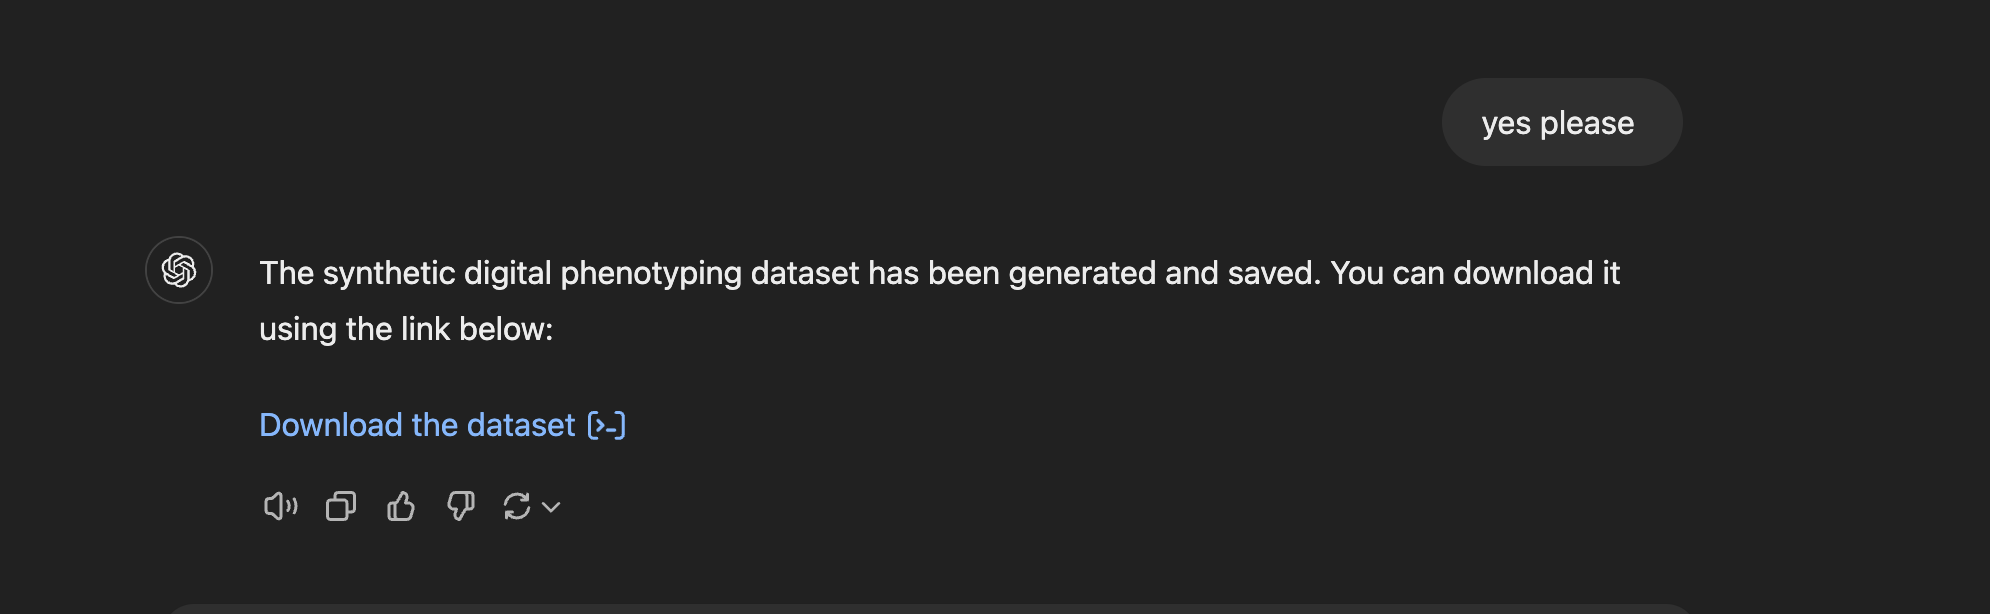 yes please
The synthetic digital phenotyping dataset has been generated and saved. You can download it
using the link below:
Download the dataset [>-]